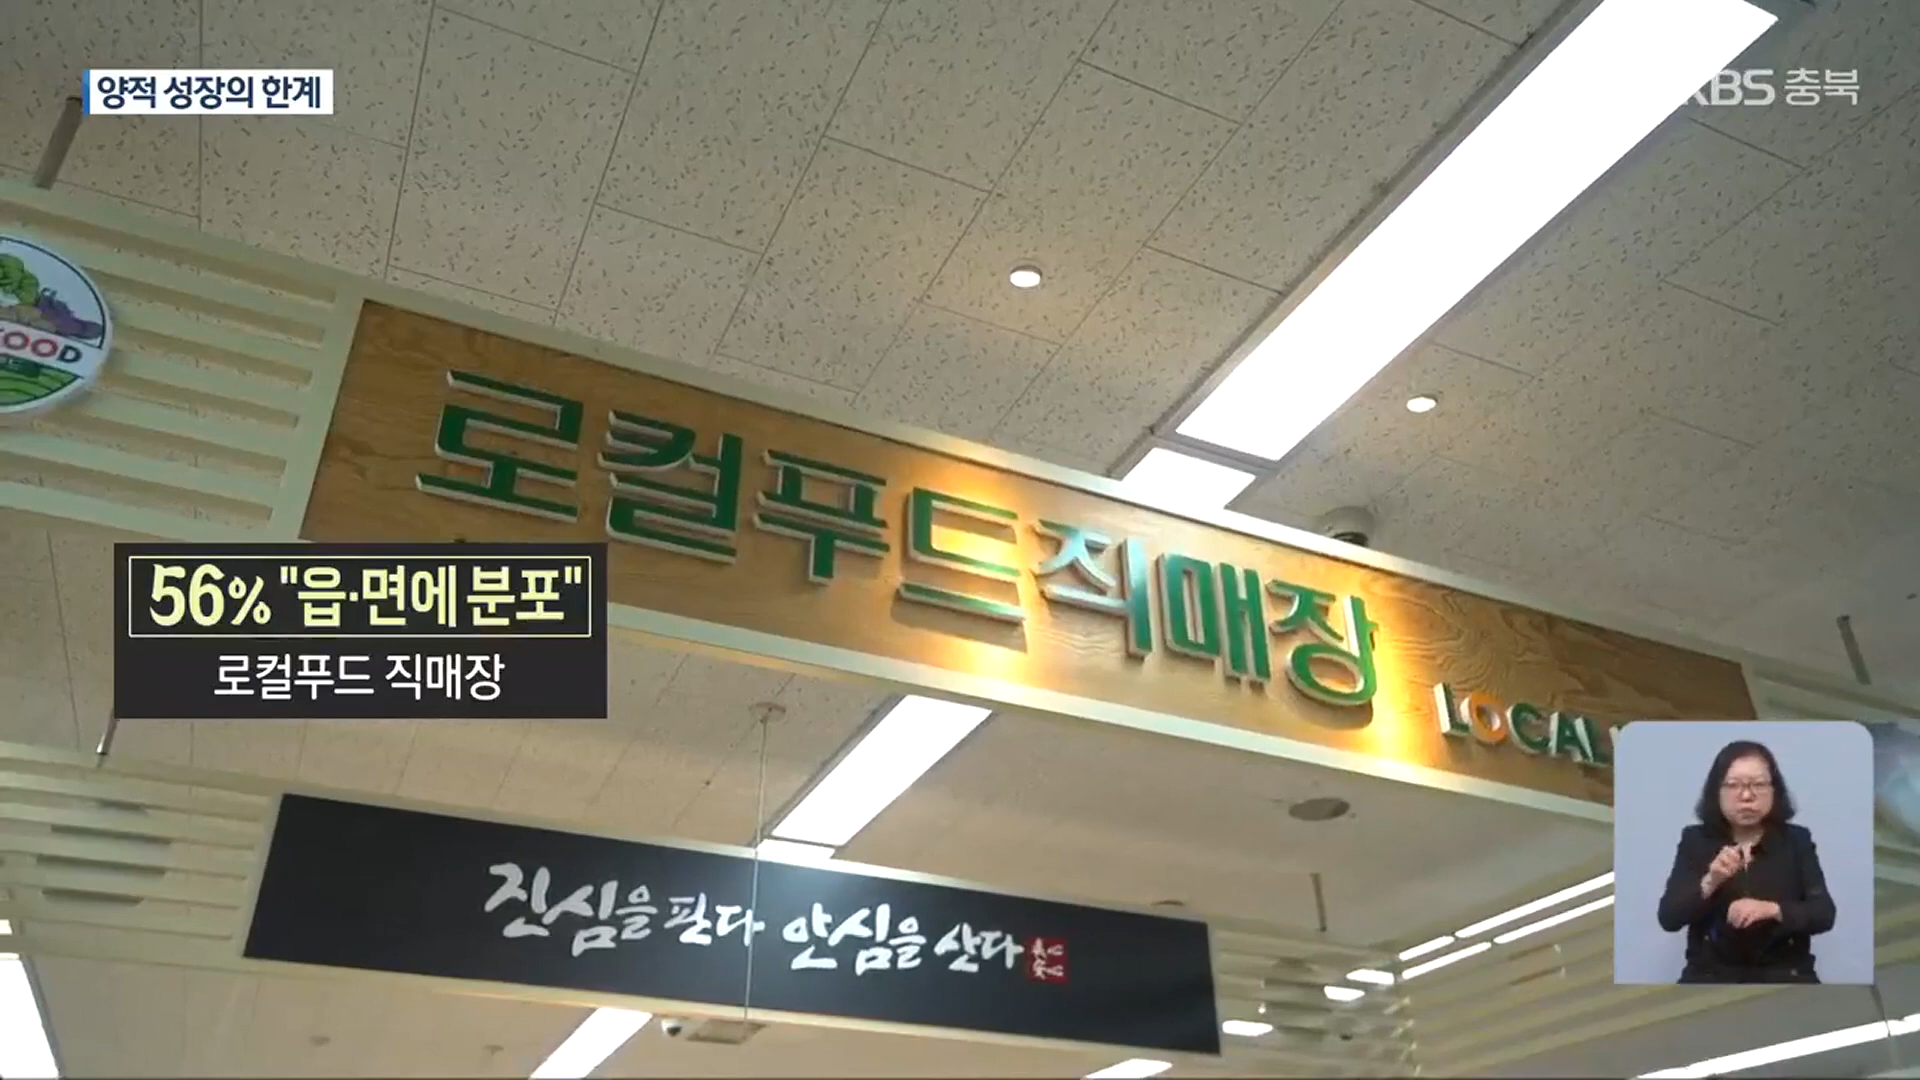 양적 성장의 한계
KBS 충북
FOOD
로컬푸드직매장
LOCAL
56% "읍·면에 분포"
로컬푸드 직매장
진심을 판다 안심을 산다